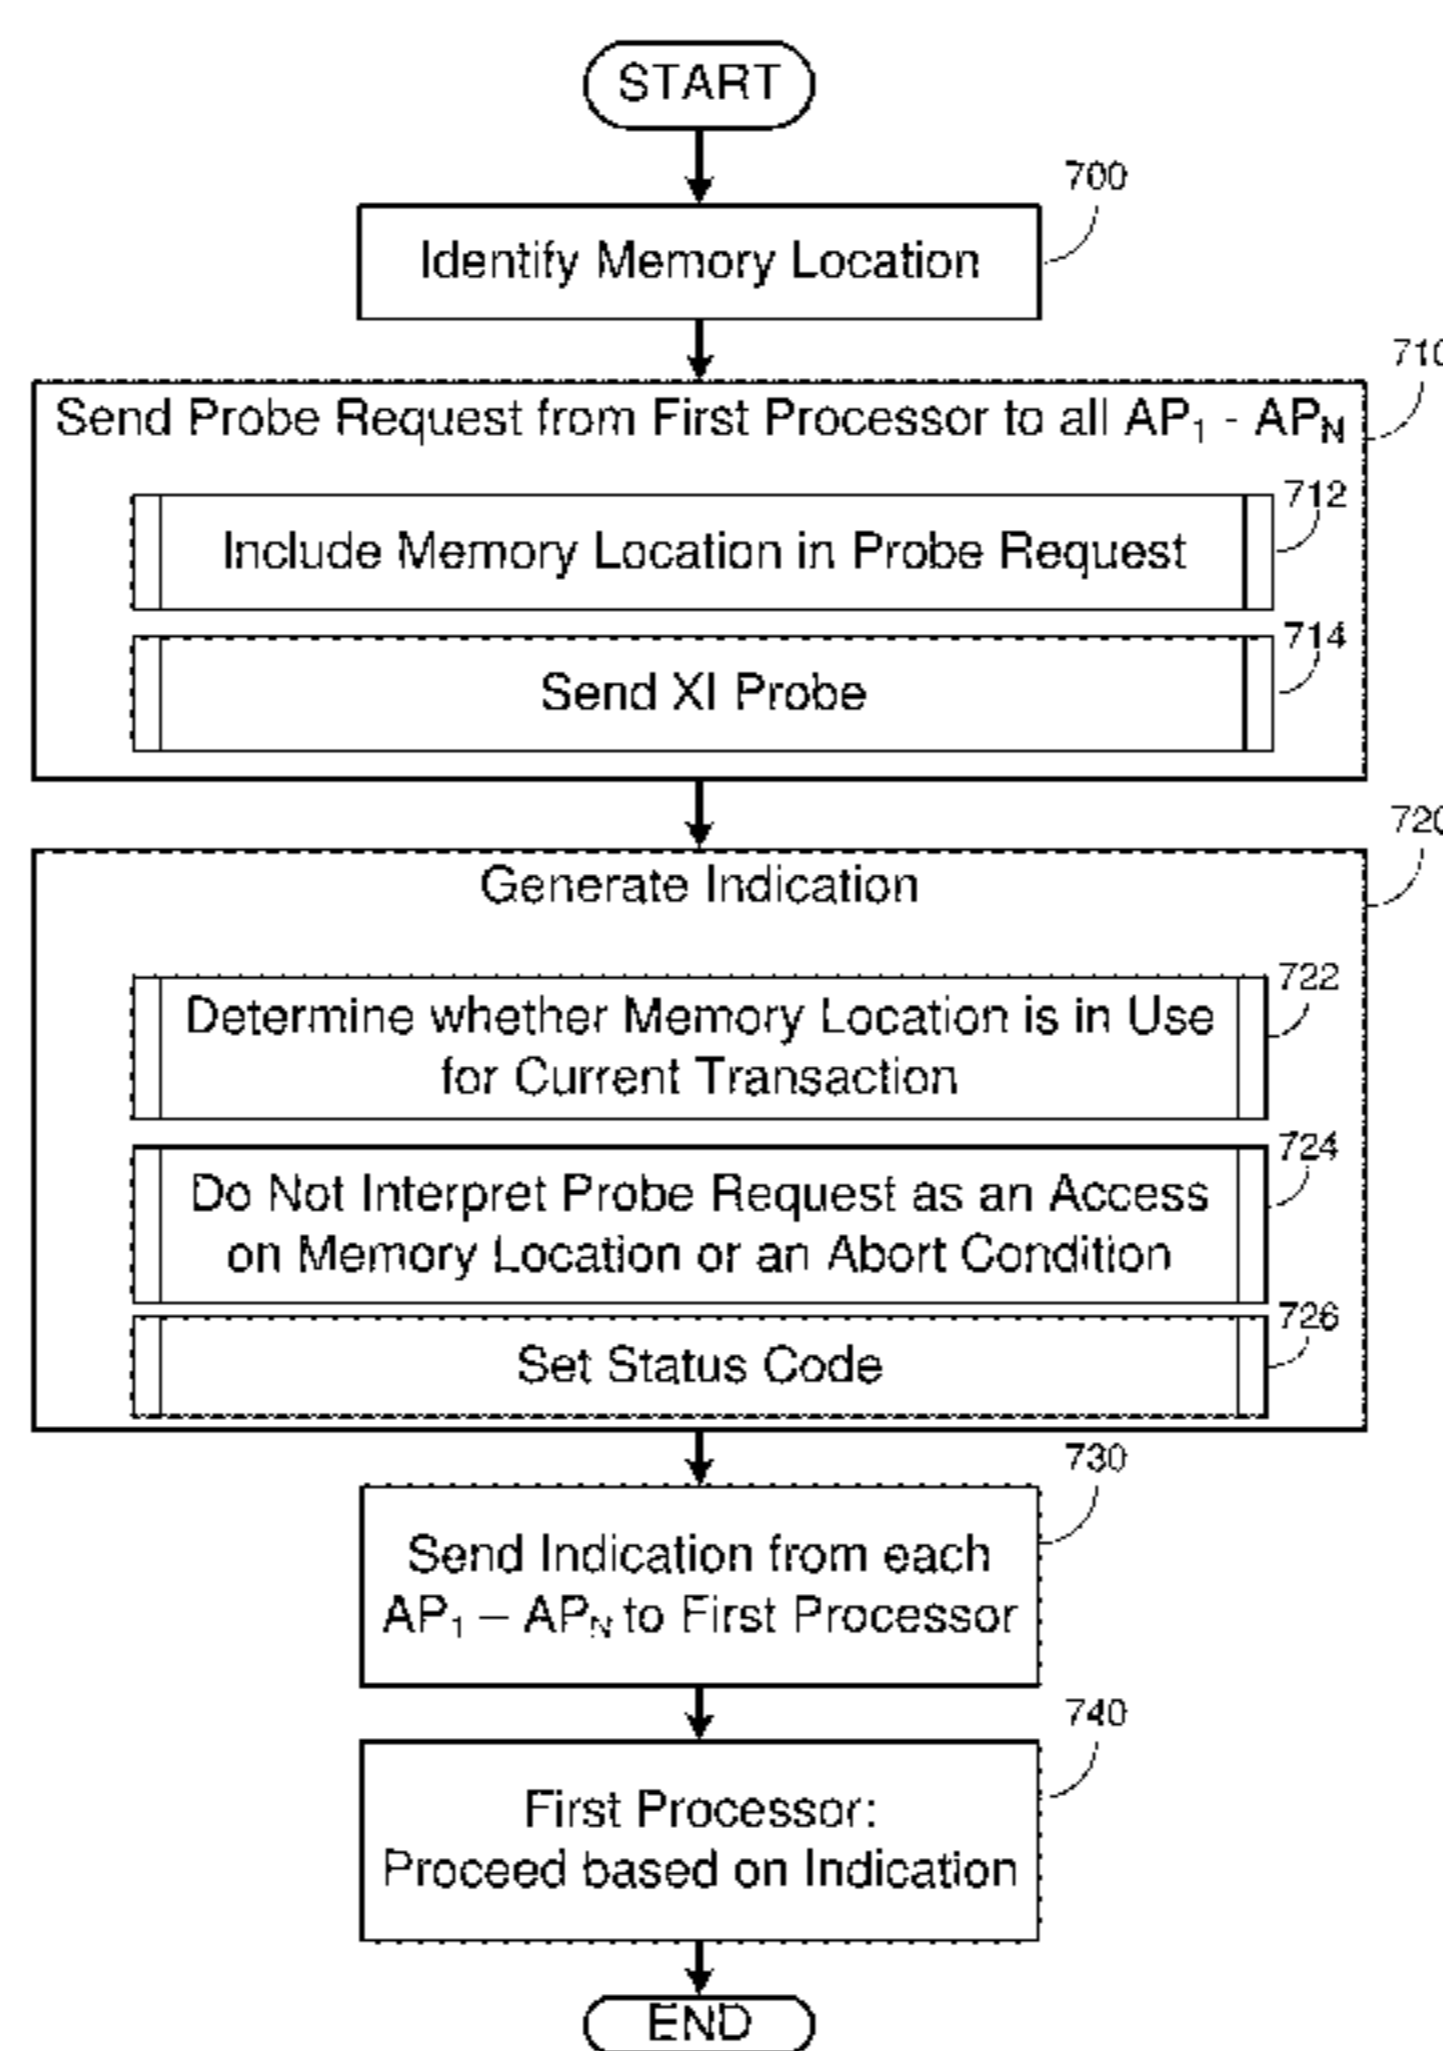 START
700
Identify Memory Location
710
Send Probe Request from First Processor to all AP₁ - APN
712
Include Memory Location in Probe Request
714
Send XI Probe
720
Generate Indication
722
Determine whether Memory Location is in Use
for Current Transaction
724
Do Not Interpret Probe Request as an Access
on Memory Location or an Abort Condition
726
Set Status Code
730
Send Indication from each
AP₁ – APN to First Processor
740
First Processor:
Proceed based on Indication
END